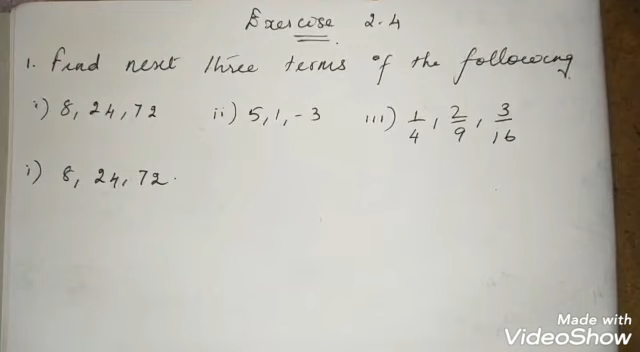 Exercise 2.4
1. Find next three terms of the following
i) 8, 24, 72 ii) 5, 1, -3 iii) 1/4, 2/9, 3/16
i) 8, 24, 72.
Made with
VideoShow